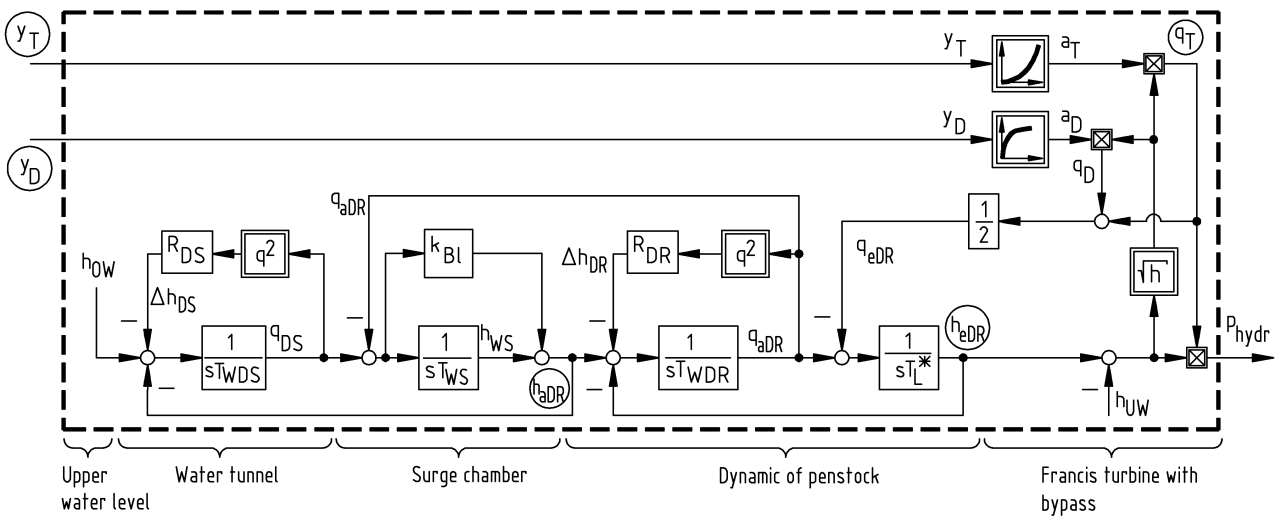 y_T
y_T
a_T
q_T
y_D
y_D
a_D
q_D
q_aDR
1
2
R_DS
q²
k_Bl
R_DR
q²
q_eDR
√h
h_OW
Δh_DS
Δh_DR
− − − − −
1
sT_WDS
q_DS
1
sT_WS
h_WS
1
sT_WDR
q_aDR
1
sT_L*
h_eDR
P_hydr
− − −
h_aDR
h_UW
Upper
water level
Water tunnel
Surge chamber
Dynamic of penstock
Francis turbine with
bypass